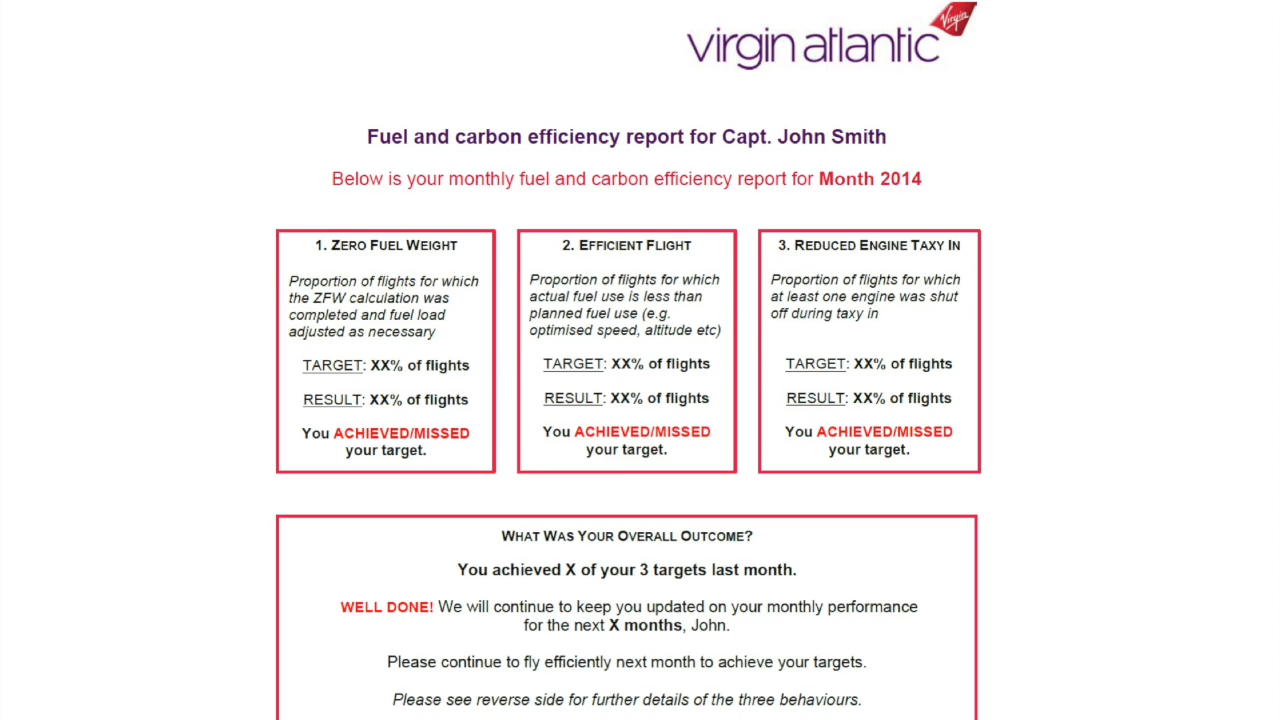 Virgin
virgin atlantic
Fuel and carbon efficiency report for Capt. John Smith
Below is your monthly fuel and carbon efficiency report for Month 2014
1. ZERO FUEL WEIGHT
Proportion of flights for which
the ZFW calculation was
completed and fuel load
adjusted as necessary
TARGET: XX% of flights
RESULT: XX% of flights
You ACHIEVED/MISSED
your target.
2. EFFICIENT FLIGHT
Proportion of flights for which
actual fuel use is less than
planned fuel use (e.g.
optimised speed, altitude etc)
TARGET: XX% of flights
RESULT: XX% of flights
You ACHIEVED/MISSED
your target.
3. REDUCED ENGINE TAXY IN
Proportion of flights for which
at least one engine was shut
off during taxy in
TARGET: XX% of flights
RESULT: XX% of flights
You ACHIEVED/MISSED
your target.
WHAT WAS YOUR OVERALL OUTCOME?
You achieved X of your 3 targets last month.
WELL DONE! We will continue to keep you updated on your monthly performance
for the next X months, John.
Please continue to fly efficiently next month to achieve your targets.
Please see reverse side for further details of the three behaviours.